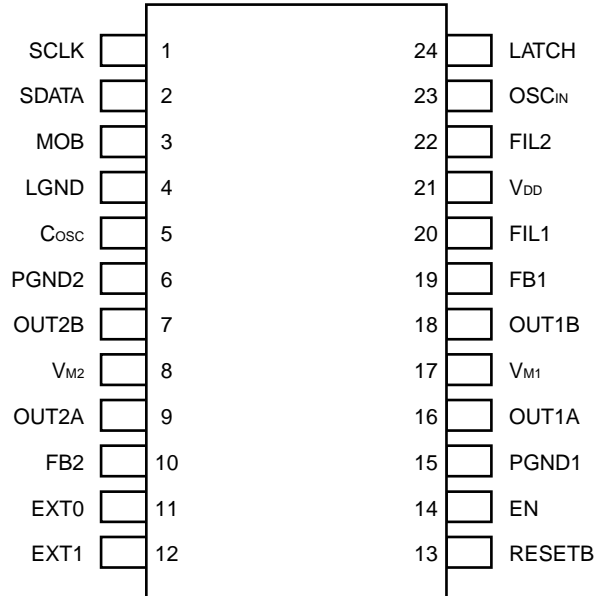 SCLK 1 24 LATCH
SDATA 2 23 OSCIN
MOB 3 22 FIL2
LGND 4 21 VDD
COSC 5 20 FIL1
PGND2 6 19 FB1
OUT2B 7 18 OUT1B
VM2 8 17 VM1
OUT2A 9 16 OUT1A
FB2 10 15 PGND1
EXT0 11 14 EN
EXT1 12 13 RESETB